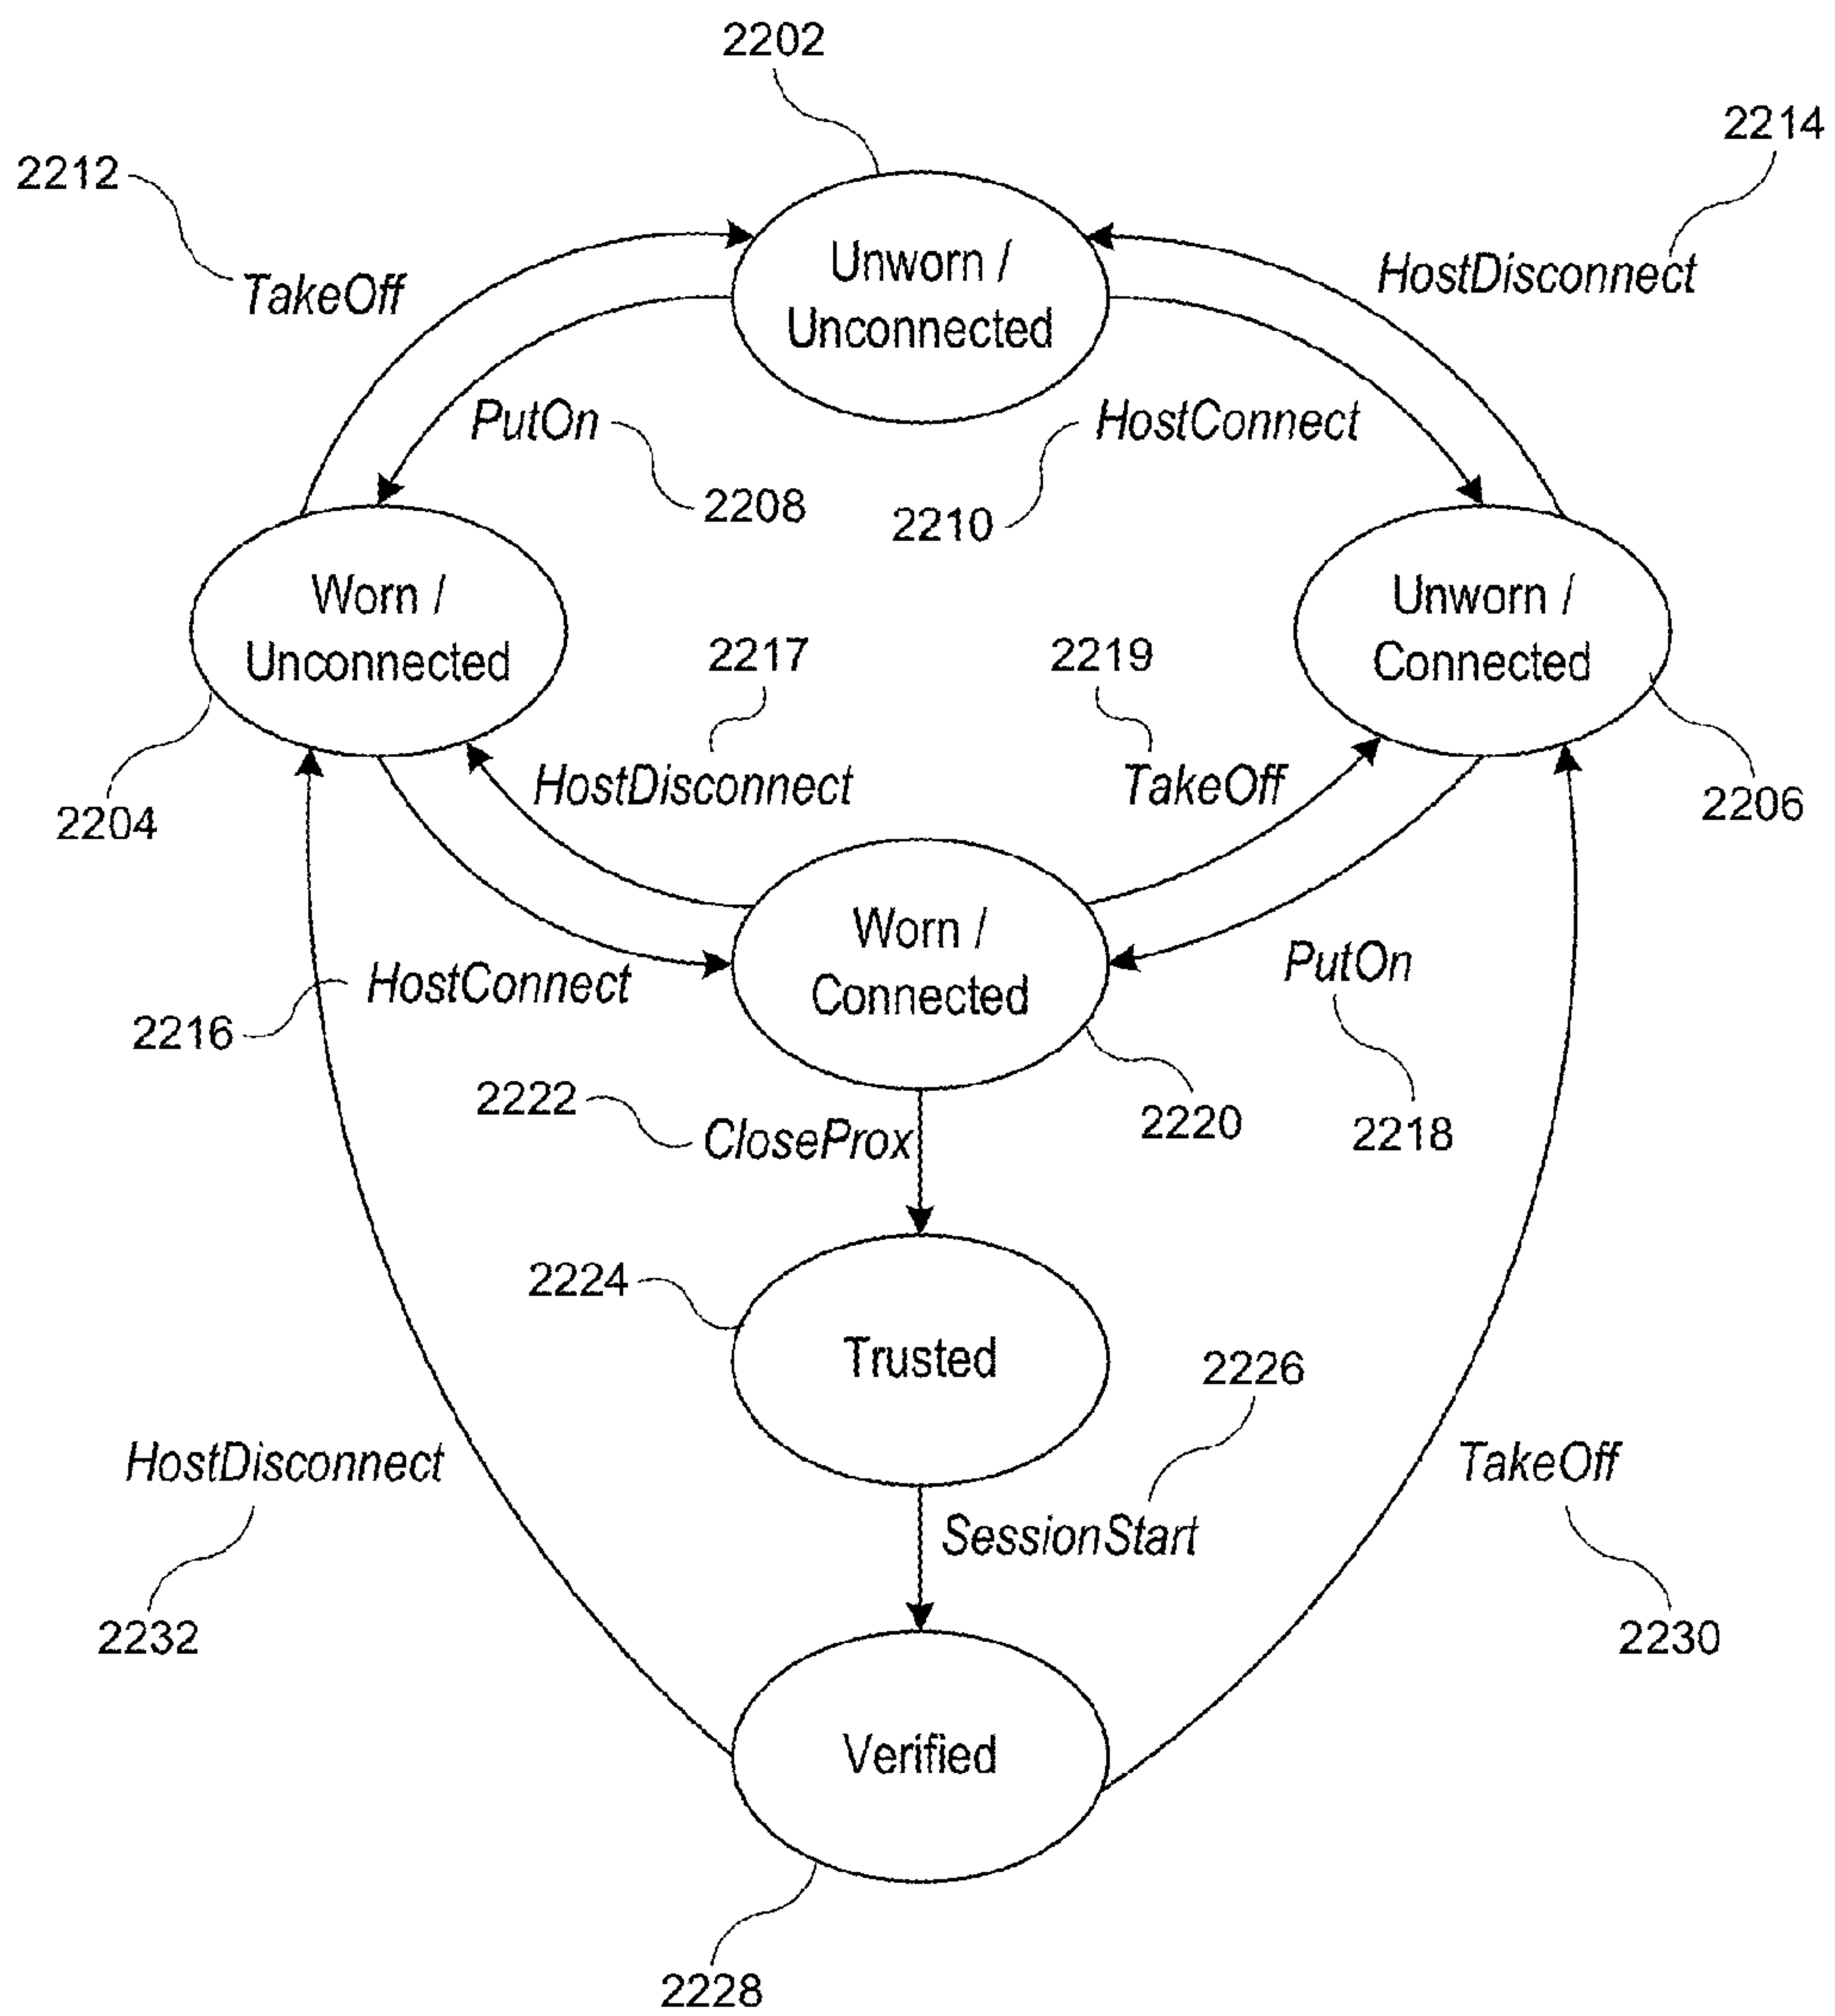 2202
2214
2212
Unworn /
Unconnected
TakeOff
HostDisconnect
PutOn
HostConnect
2208
2210
Worn /
Unconnected
Unworn /
Connected
2217
2219
HostDisconnect
TakeOff
2204
2206
Worn /
Connected
HostConnect
PutOn
2216
2222
CloseProx
2220
2218
2224
Trusted
2226
HostDisconnect
TakeOff
SessionStart
2232
2230
Verified
2228